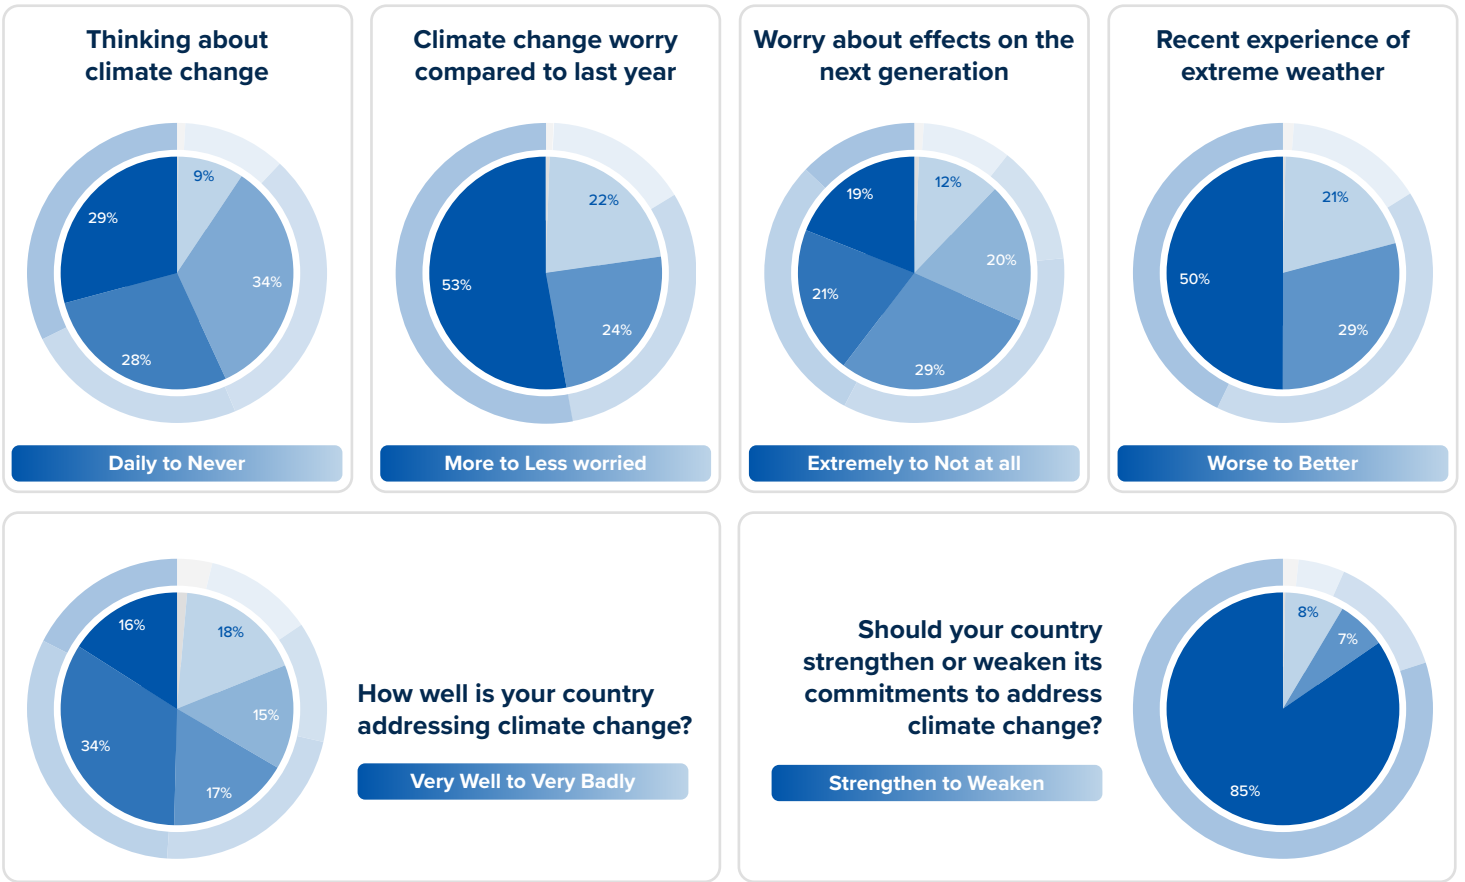 Thinking about
climate change
9%
34%
28%
29%
Daily to Never
Climate change worry
compared to last year
22%
24%
53%
More to Less worried
Worry about effects on the
next generation
12%
20%
29%
21%
19%
Extremely to Not at all
Recent experience of
extreme weather
21%
29%
50%
Worse to Better
18%
15%
17%
34%
16%
How well is your country
addressing climate change?
Very Well to Very Badly
Should your country
strengthen or weaken its
commitments to address
climate change?
Strengthen to Weaken
8%
7%
85%